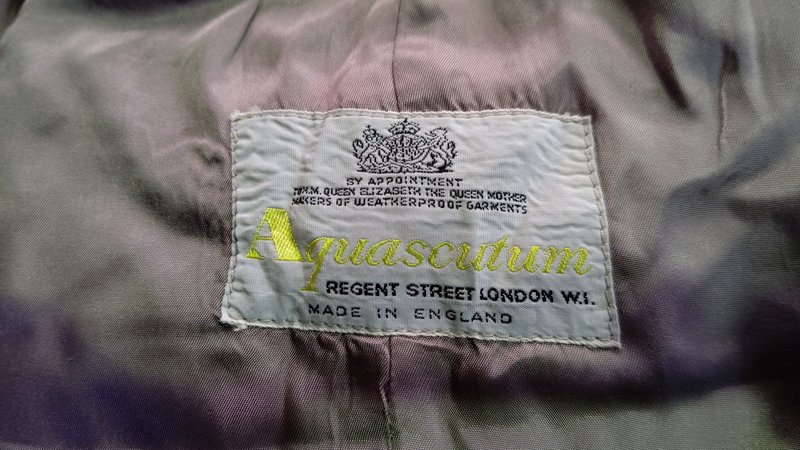 BY APPOINTMENT
TO H.M. QUEEN ELIZABETH THE QUEEN MOTHER
MAKERS OF WEATHERPROOF GARMENTS
Aquascutum
REGENT STREET LONDON W.I.
MADE IN ENGLAND